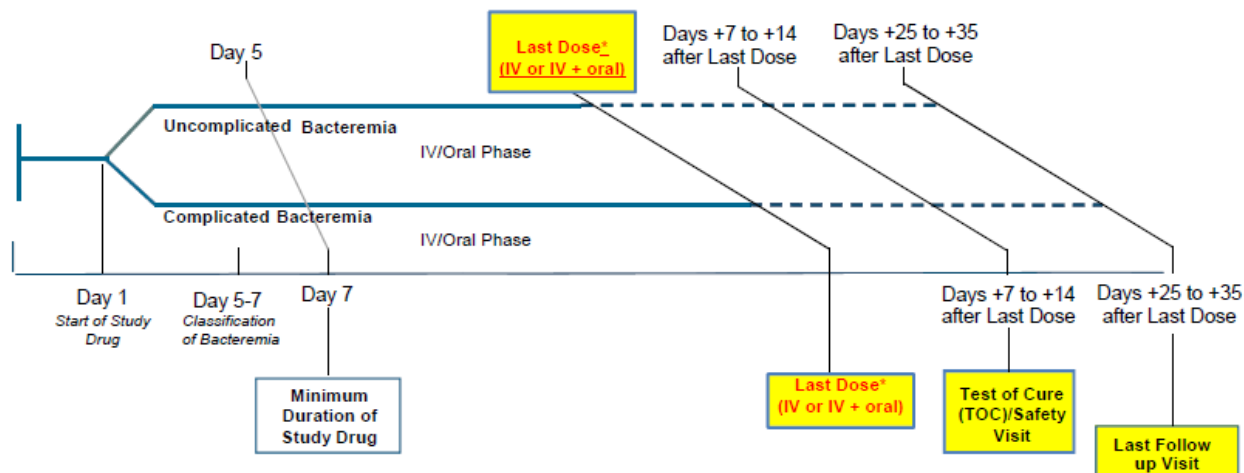 Day 5
Last Dose*
(IV or IV + oral)
Days +7 to +14
after Last Dose
Days +25 to +35
after Last Dose
Uncomplicated Bacteremia
IV/Oral Phase
Complicated Bacteremia
IV/Oral Phase
Day 1
Start of Study
Drug
Day 5-7
Classification
of Bacteremia
Day 7
Minimum
Duration of
Study Drug
Last Dose*
(IV or IV + oral)
Days +7 to +14
after Last Dose
Test of Cure
(TOC)/Safety
Visit
Days +25 to +35
after Last Dose
Last Follow
up Visit